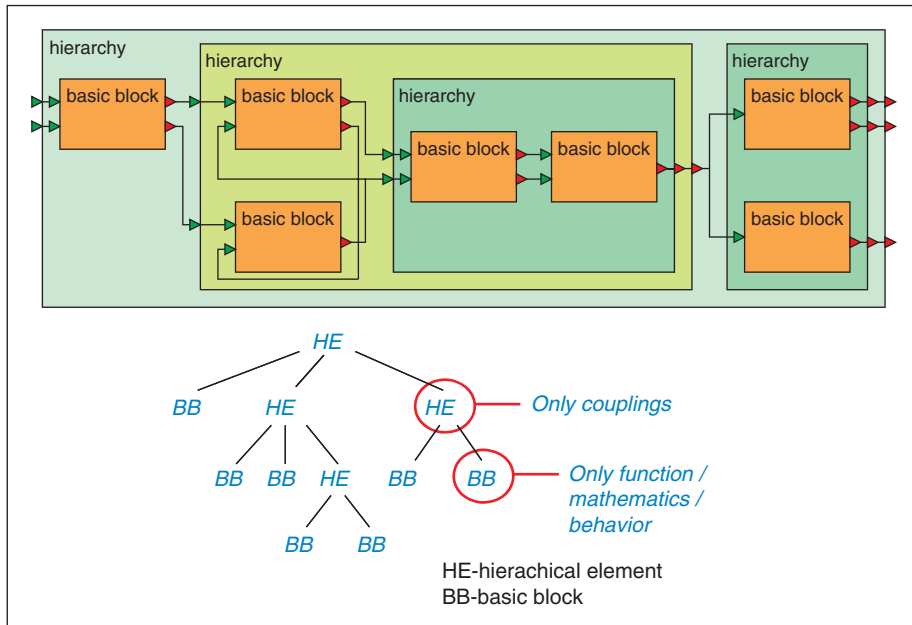 hierarchy
hierarchy
hierarchy
basic block
basic block
basic block
hierarchy
basic block
basic block
basic block
basic block
HE
BB
HE
HE
Only couplings
BB
BB
HE
BB
BB
Only function /
mathematics /
behavior
BB
BB
HE-hierachical element
BB-basic block